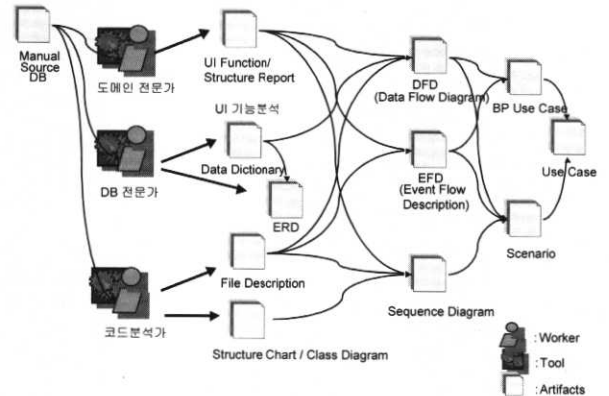 Manual
Source
DB
도메인 전문가
UI Function/
Structure Report
DFD
(Data Flow Diagram)
BP Use Case
UI 기능분석
DB 전문가
Data Dictionary
EFD
(Event Flow
Description)
Use Case
ERD
Scenario
코드분석가
File Description
Sequence Diagram
Structure Chart / Class Diagram
: Worker
: Tool
: Artifacts